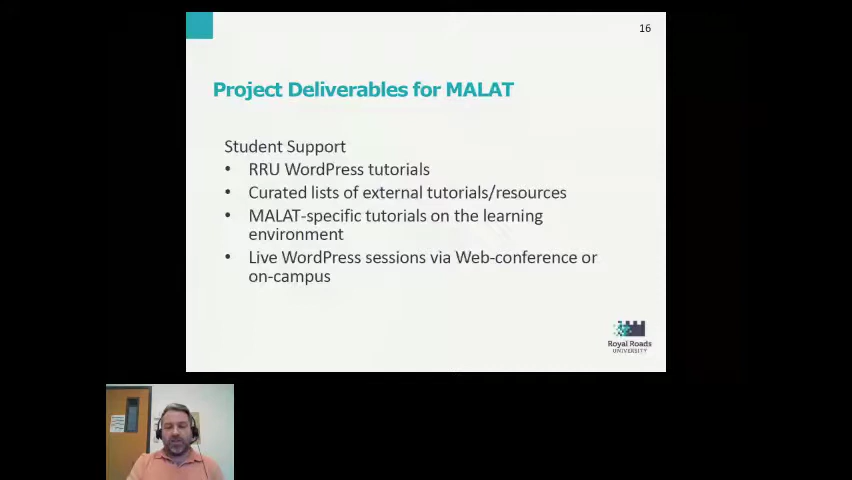 16
Project Deliverables for MALAT
Student Support
• RRU WordPress tutorials
• Curated lists of external tutorials/resources
• MALAT-specific tutorials on the learning
environment
• Live WordPress sessions via Web-conference or
on-campus
Royal Roads
UNIVERSITY